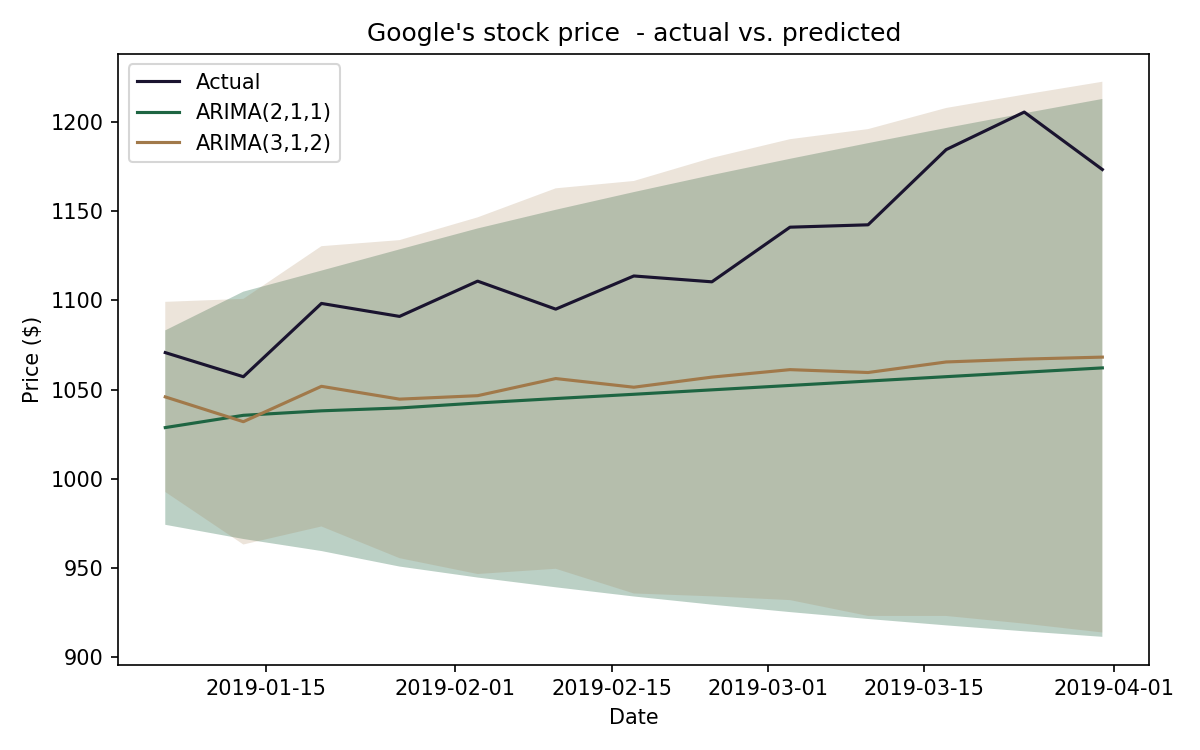 Google's stock price  - actual vs. predicted
Actual
ARIMA(2,1,1)
ARIMA(3,1,2)
Price ($)
1200
1150
1100
1050
1000
950
900
2019-01-15
2019-02-01
2019-02-15
2019-03-01
2019-03-15
2019-04-01
Date